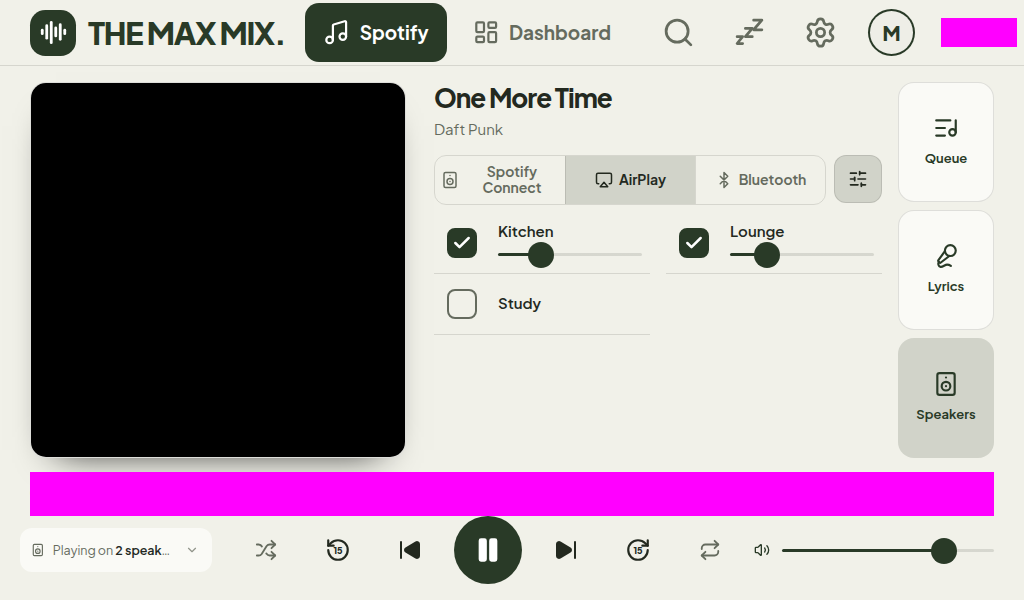 THE MAX MIX.
Spotify
Dashboard
M
One More Time
Daft Punk
Spotify
Connect
AirPlay
Bluetooth
Kitchen
Lounge
Study
Queue
Lyrics
Speakers
Playing on 2 speak...
15
15